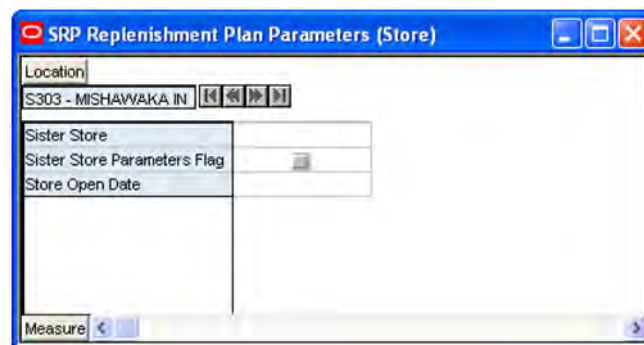 SRP Replenishment Plan Parameters (Store)
Location
S303 - MISHAWAKA IN
Sister Store
Sister Store Parameters Flag
Store Open Date
Measure